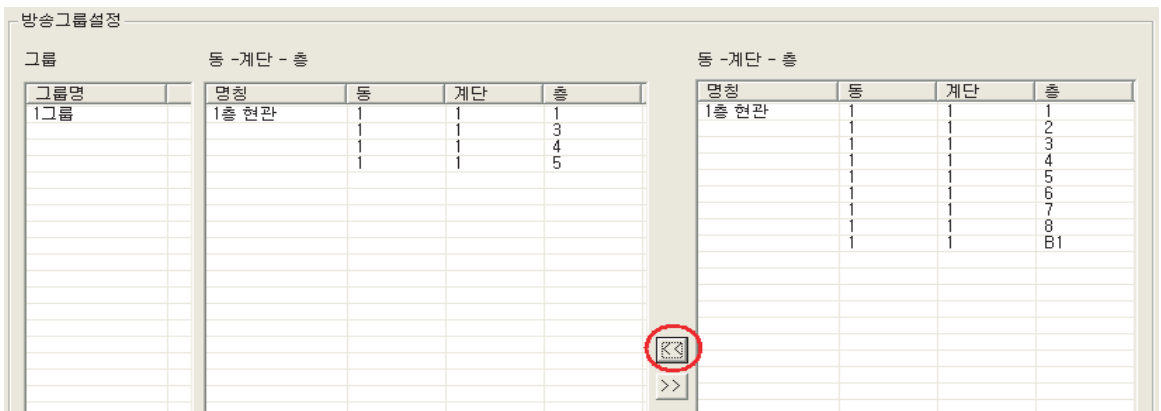 방송그룹설정
그룹 동 -계단 - 층 동 -계단 - 층
그룹명 명칭 동 계단 층 명칭 동 계단 층
1그룹 1층 현관 1 1 1 1층 현관 1 1 1
1 1 3 1 1 2
1 1 4 1 1 3
1 1 5 1 1 4
1 1 5
1 1 6
1 1 7
1 1 8
1 1 B1
<<
>>